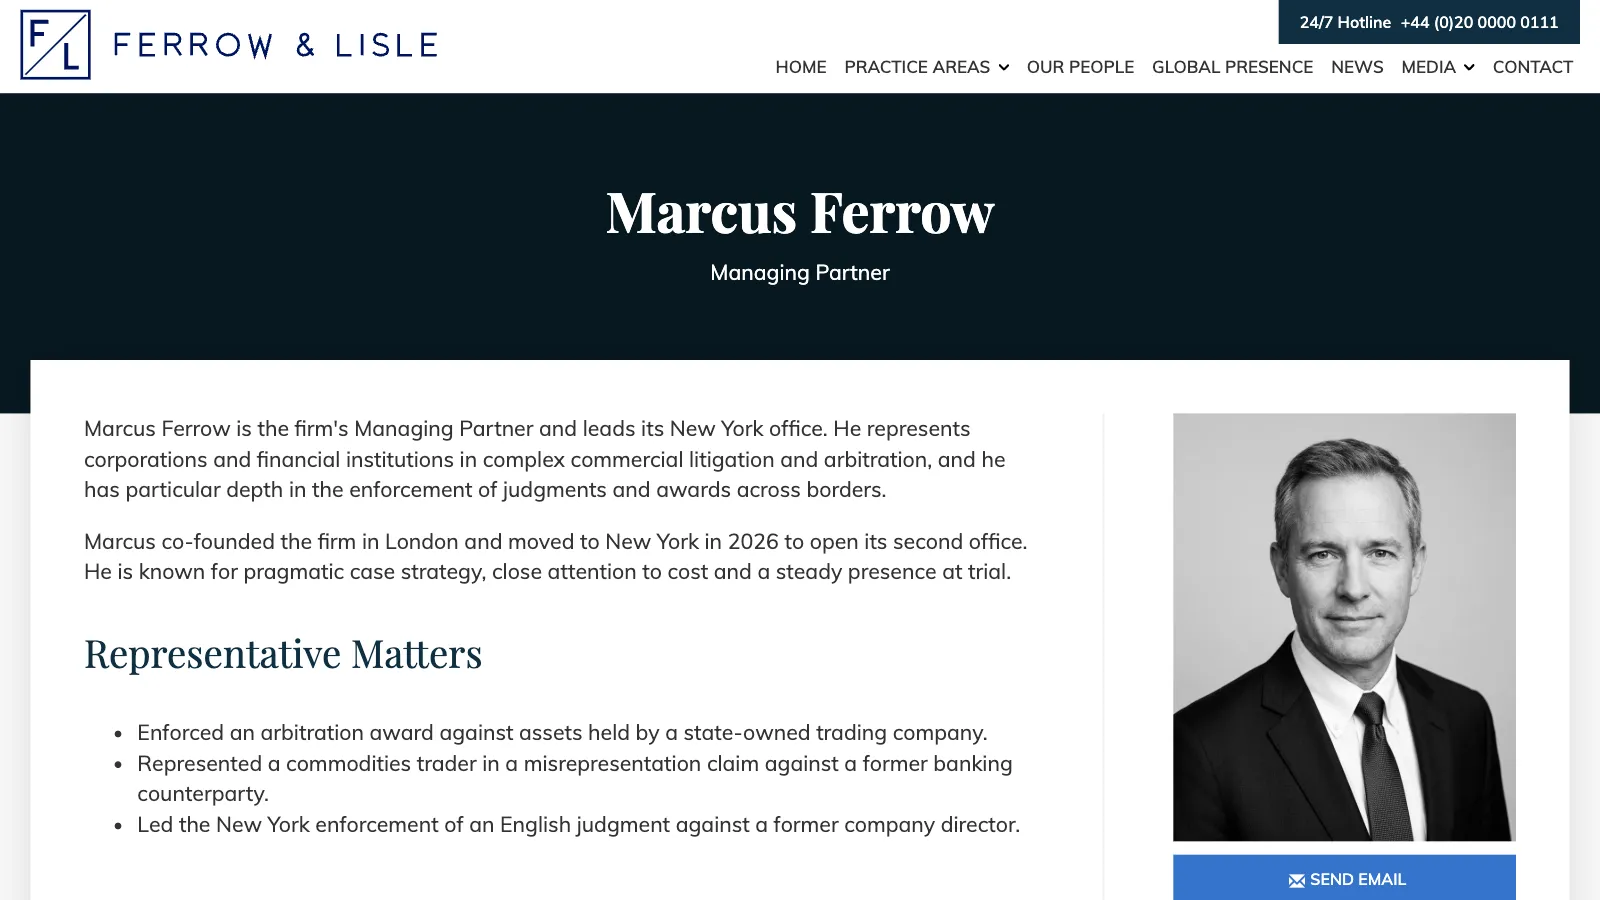 F
L
FERROW & LISLE
24/7 Hotline +44 (0)20 0000 0111
HOME PRACTICE AREAS OUR PEOPLE GLOBAL PRESENCE NEWS MEDIA CONTACT
Marcus Ferrow
Managing Partner
Marcus Ferrow is the firm's Managing Partner and leads its New York office. He represents
corporations and financial institutions in complex commercial litigation and arbitration, and he
has particular depth in the enforcement of judgments and awards across borders.
Marcus co-founded the firm in London and moved to New York in 2026 to open its second office.
He is known for pragmatic case strategy, close attention to cost and a steady presence at trial.
Representative Matters
• Enforced an arbitration award against assets held by a state-owned trading company.
• Represented a commodities trader in a misrepresentation claim against a former banking
counterparty.
• Led the New York enforcement of an English judgment against a former company director.
SEND EMAIL